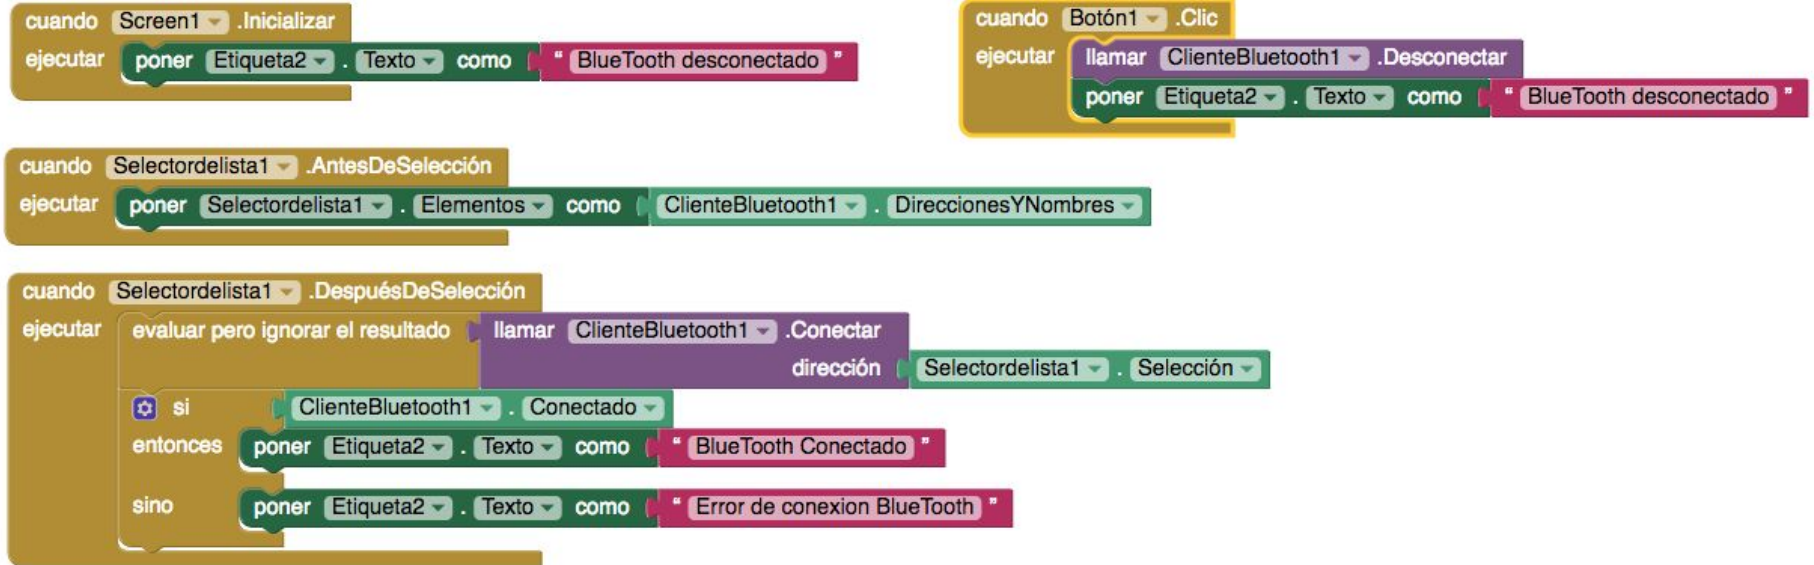 cuando Screen1 .Inicializar
ejecutar poner Etiqueta2 . Texto como " BlueTooth desconectado "
cuando Botón1 .Clic
ejecutar llamar ClienteBluetooth1 .Desconectar
poner Etiqueta2 . Texto como " BlueTooth desconectado "
cuando Selectordelista1 .AntesDeSelección
ejecutar poner Selectordelista1 . Elementos como ClienteBluetooth1 . DireccionesYNombres
cuando Selectordelista1 .DespuésDeSelección
ejecutar evaluar pero ignorar el resultado llamar ClienteBluetooth1 .Conectar
dirección Selectordelista1 . Selección
si ClienteBluetooth1 . Conectado
entonces poner Etiqueta2 . Texto como " BlueTooth Conectado "
sino poner Etiqueta2 . Texto como " Error de conexion BlueTooth "